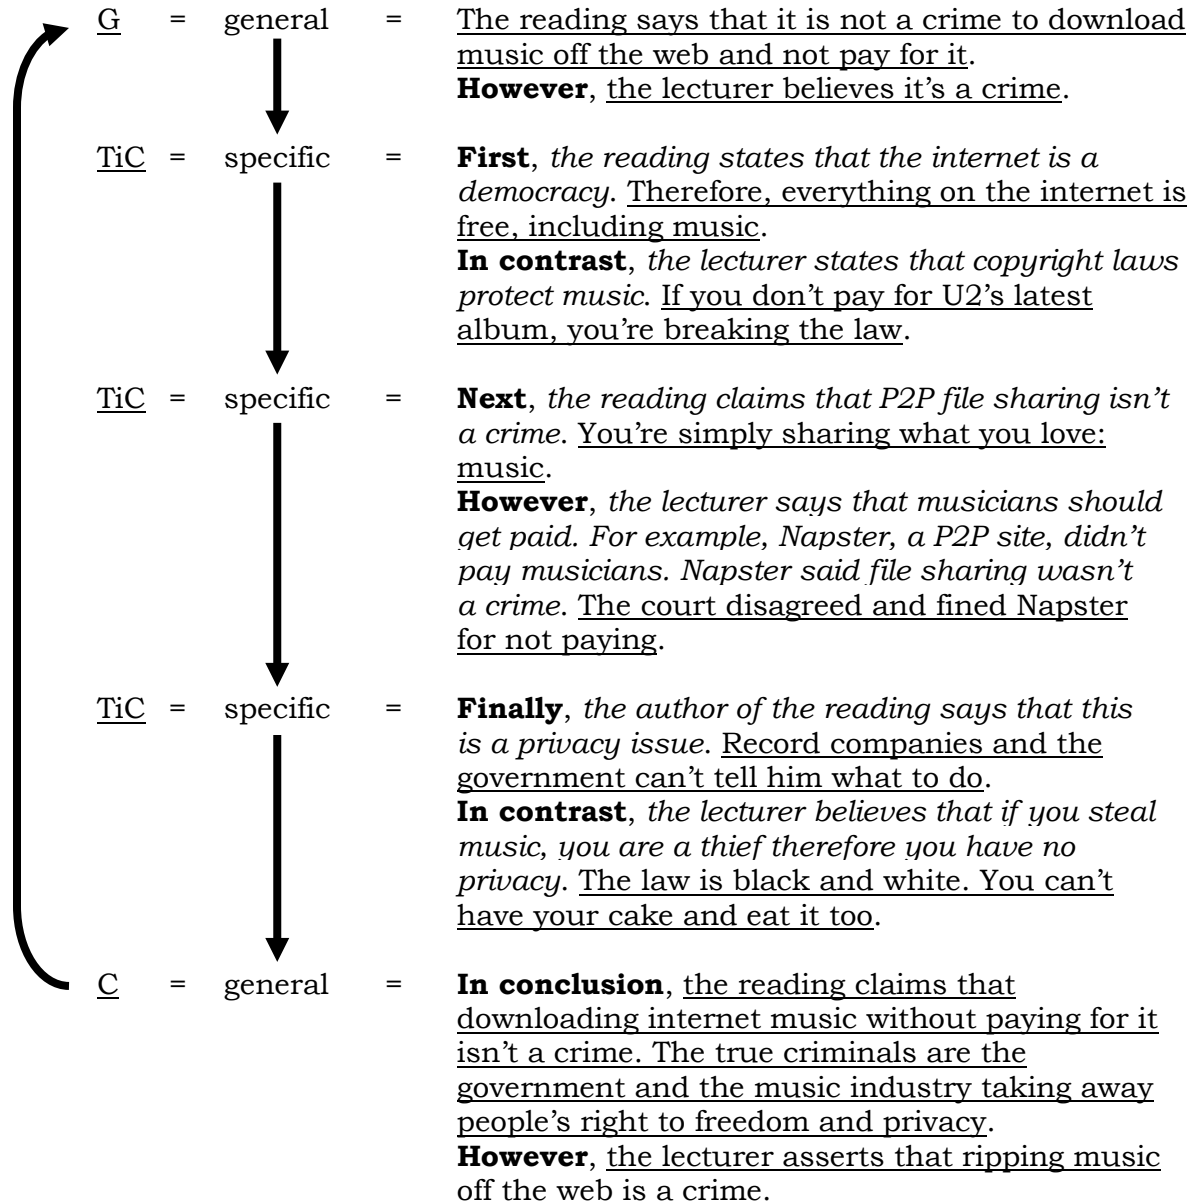 G = general = The reading says that it is not a crime to download
music off the web and not pay for it.
However, the lecturer believes it's a crime.
TiC = specific = First, the reading states that the internet is a
democracy. Therefore, everything on the internet is
free, including music.
In contrast, the lecturer states that copyright laws
protect music. If you don't pay for U2's latest
album, you're breaking the law.
TiC = specific = Next, the reading claims that P2P file sharing isn't
a crime. You're simply sharing what you love:
music.
However, the lecturer says that musicians should
get paid. For example, Napster, a P2P site, didn't
pay musicians. Napster said file sharing wasn't
a crime. The court disagreed and fined Napster
for not paying.
TiC = specific = Finally, the author of the reading says that this
is a privacy issue. Record companies and the
government can't tell him what to do.
In contrast, the lecturer believes that if you steal
music, you are a thief therefore you have no
privacy. The law is black and white. You can't
have your cake and eat it too.
C = general = In conclusion, the reading claims that
downloading internet music without paying for it
isn't a crime. The true criminals are the
government and the music industry taking away
people's right to freedom and privacy.
However, the lecturer asserts that ripping music
off the web is a crime.